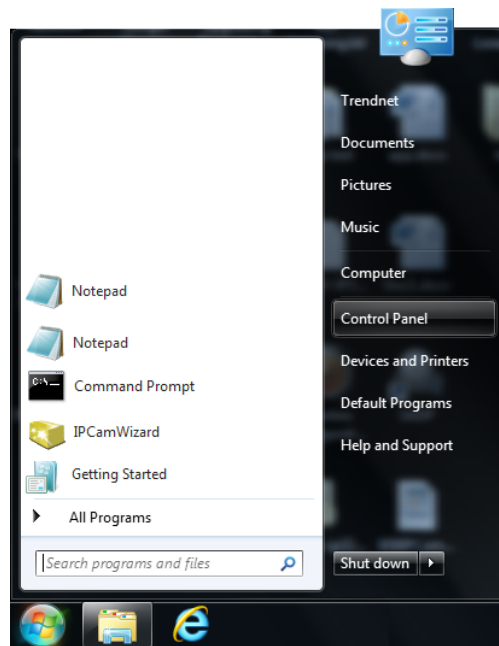 Notepad
Notepad
Command Prompt
IPCamWizard
Getting Started
All Programs
Search programs and files
Trendnet
Documents
Pictures
Music
Computer
Control Panel
Devices and Printers
Default Programs
Help and Support
Shut down